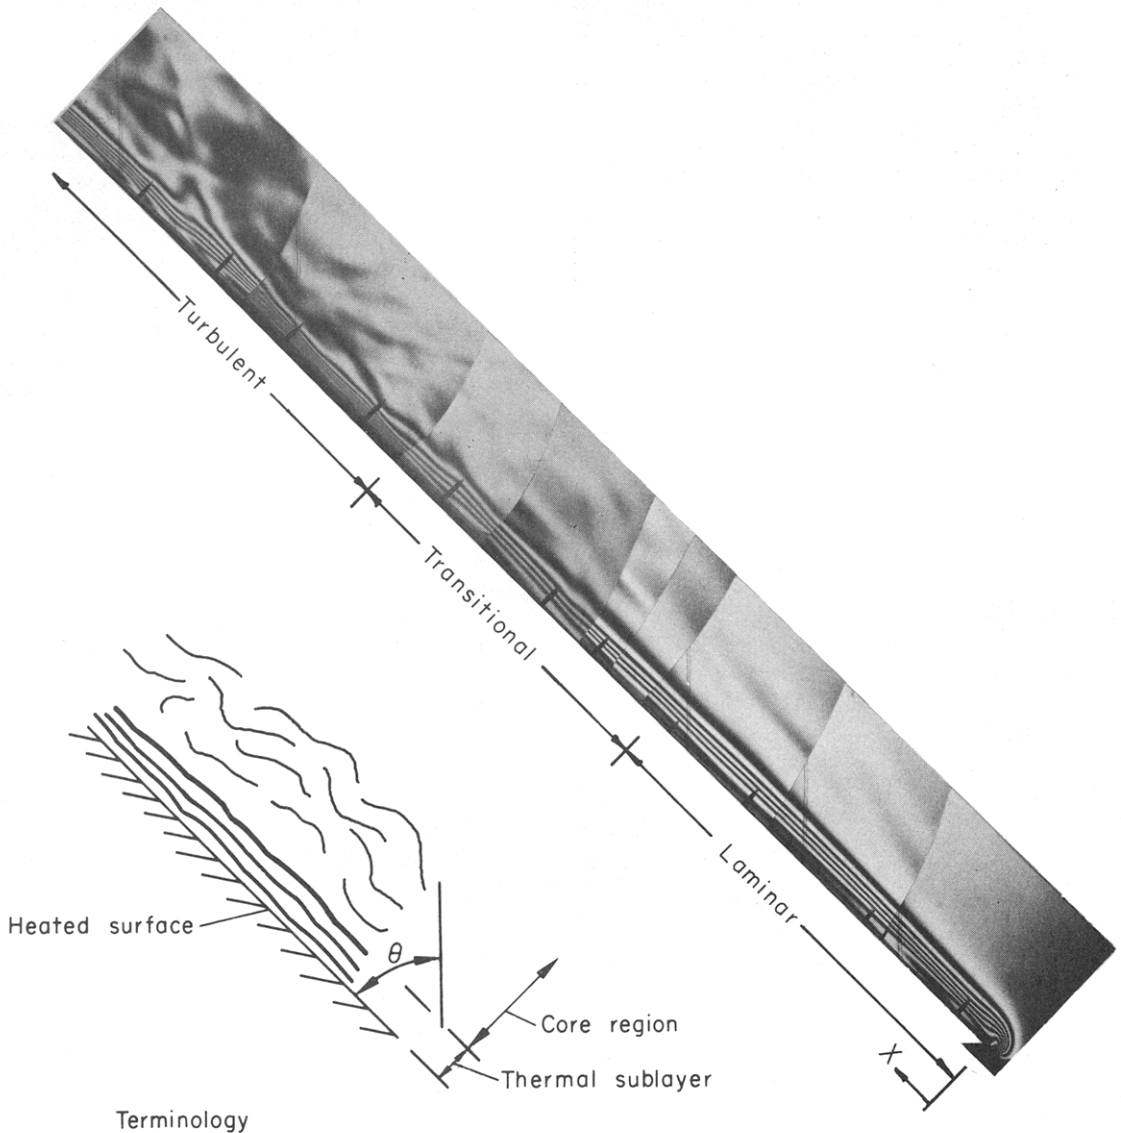 Turbulent
Transitional
Laminar
X
Heated surface
θ
Core region
Thermal sublayer
Terminology